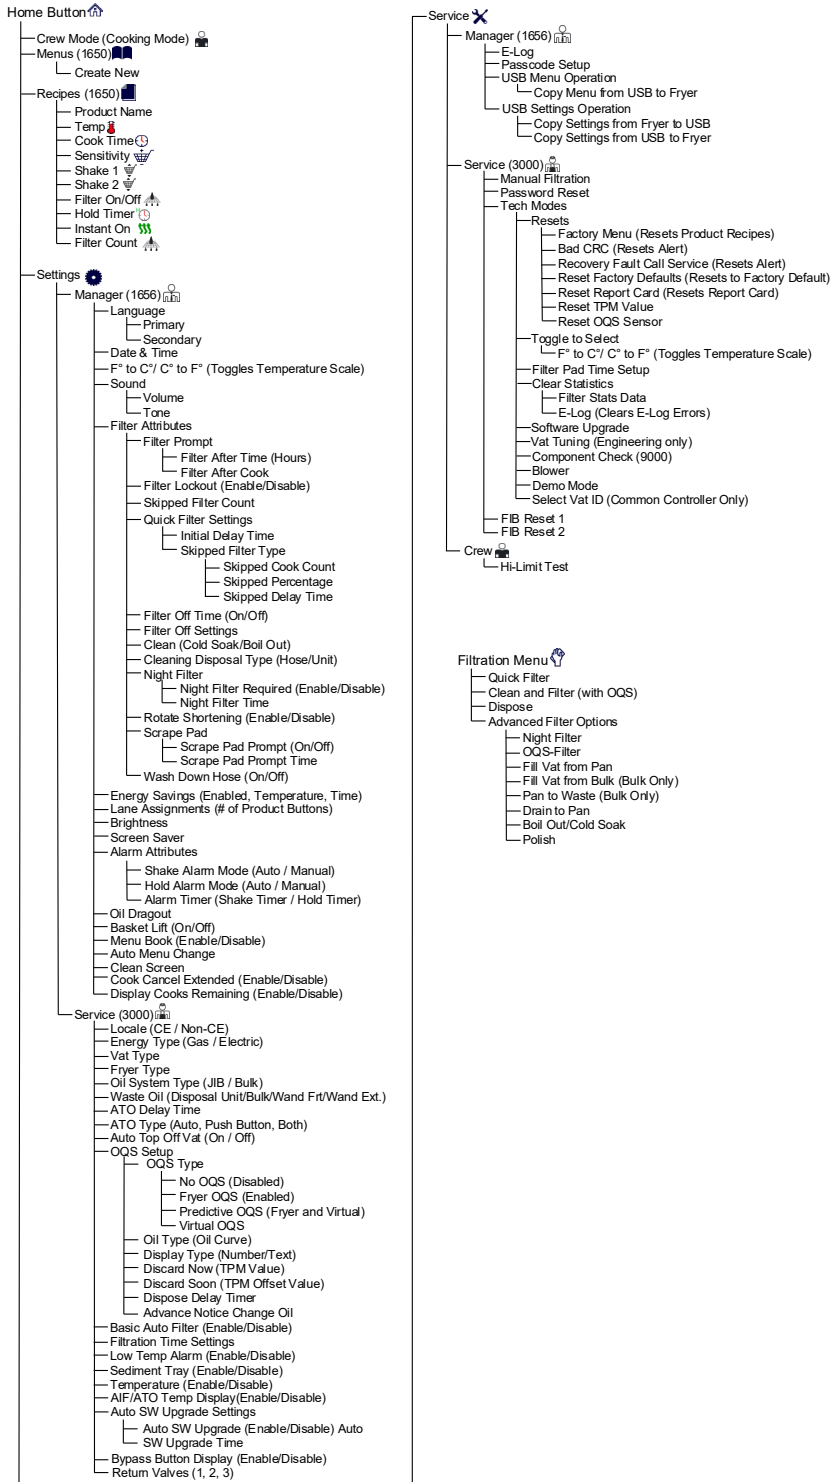 Home Button
Crew Mode (Cooking Mode)
Menus (1650)
Create New
Recipes (1650)
Product Name
Temp
Cook Time
Sensitivity
Shake 1
Shake 2
Filter On/Off
Hold Timer
Instant On
Filter Count
Settings
Manager (1656)
Language
Primary
Secondary
Date & Time
F° to C°/ C° to F° (Toggles Temperature Scale)
Sound
Volume
Tone
Filter Attributes
Filter Prompt
Filter After Time (Hours)
Filter After Cook
Filter Lockout (Enable/Disable)
Skipped Filter Count
Quick Filter Settings
Initial Delay Time
Skipped Filter Type
Skipped Cook Count
Skipped Percentage
Skipped Delay Time
Filter Off Time (On/Off)
Filter Off Settings
Clean (Cold Soak/Boil Out)
Cleaning Disposal Type (Hose/Unit)
Night Filter
Night Filter Required (Enable/Disable)
Night Filter Time
Rotate Shortening (Enable/Disable)
Scrape Pad
Scrape Pad Prompt (On/Off)
Scrape Pad Prompt Time
Wash Down Hose (On/Off)
Energy Savings (Enabled, Temperature, Time)
Lane Assignments (# of Product Buttons)
Brightness
Screen Saver
Alarm Attributes
Shake Alarm Mode (Auto / Manual)
Hold Alarm Mode (Auto / Manual)
Alarm Timer (Shake Timer / Hold Timer)
Oil Dragout
Basket Lift (On/Off)
Menu Book (Enable/Disable)
Auto Menu Change
Clean Screen
Cook Cancel Extended (Enable/Disable)
Display Cooks Remaining (Enable/Disable)
Service (3000)
Locale (CE / Non-CE)
Energy Type (Gas / Electric)
Vat Type
Fryer Type
Oil System Type (JIB / Bulk)
Waste Oil (Disposal Unit/Bulk/Wand Frt/Wand Ext.)
ATO Delay Time
ATO Type (Auto, Push Button, Both)
Auto Top Off Vat (On / Off)
OQS Setup
OQS Type
No OQS (Disabled)
Fryer OQS (Enabled)
Predictive OQS (Fryer and Virtual)
Virtual OQS
Oil Type (Oil Curve)
Display Type (Number/Text)
Discard Now (TPM Value)
Discard Soon (TPM Offset Value)
Dispose Delay Timer
Advance Notice Change Oil
Basic Auto Filter (Enable/Disable)
Filtration Time Settings
Low Temp Alarm (Enable/Disable)
Sediment Tray (Enable/Disable)
Temperature (Enable/Disable)
AIF/ATO Temp Display(Enable/Disable)
Auto SW Upgrade Settings
Auto SW Upgrade (Enable/Disable) Auto
SW Upgrade Time
Bypass Button Display (Enable/Disable)
Return Valves (1, 2, 3)
Service
Manager (1656)
E-Log
Passcode Setup
USB Menu Operation
Copy Menu from USB to Fryer
USB Settings Operation
Copy Settings from Fryer to USB
Copy Settings from USB to Fryer
Service (3000)
Manual Filtration
Password Reset
Tech Modes
Resets
Factory Menu (Resets Product Recipes)
Bad CRC (Resets Alert)
Recovery Fault Call Service (Resets Alert)
Reset Factory Defaults (Resets to Factory Default)
Reset Report Card (Resets Report Card)
Reset TPM Value
Reset OQS Sensor
Toggle to Select
F° to C°/ C° to F° (Toggles Temperature Scale)
Filter Pad Time Setup
Clear Statistics
Filter Stats Data
E-Log (Clears E-Log Errors)
Software Upgrade
Vat Tuning (Engineering only)
Component Check (9000)
Blower
Demo Mode
Select Vat ID (Common Controller Only)
FIB Reset 1
FIB Reset 2
Crew
Hi-Limit Test
Filtration Menu
Quick Filter
Clean and Filter (with OQS)
Dispose
Advanced Filter Options
Night Filter
OQS-Filter
Fill Vat from Pan
Fill Vat from Bulk (Bulk Only)
Pan to Waste (Bulk Only)
Drain to Pan
Boil Out/Cold Soak
Polish